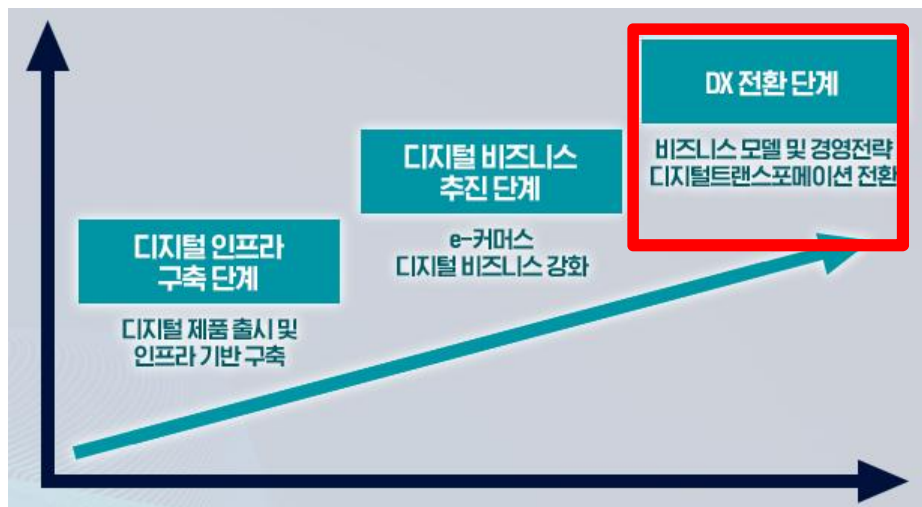 DX 전환 단계
비즈니스 모델 및 경영전략
디지털트랜스포메이션 전환
디지털 비즈니스
추진 단계
e-커머스
디지털 비즈니스 강화
디지털 인프라
구축 단계
디지털 제품 출시 및
인프라 기반 구축